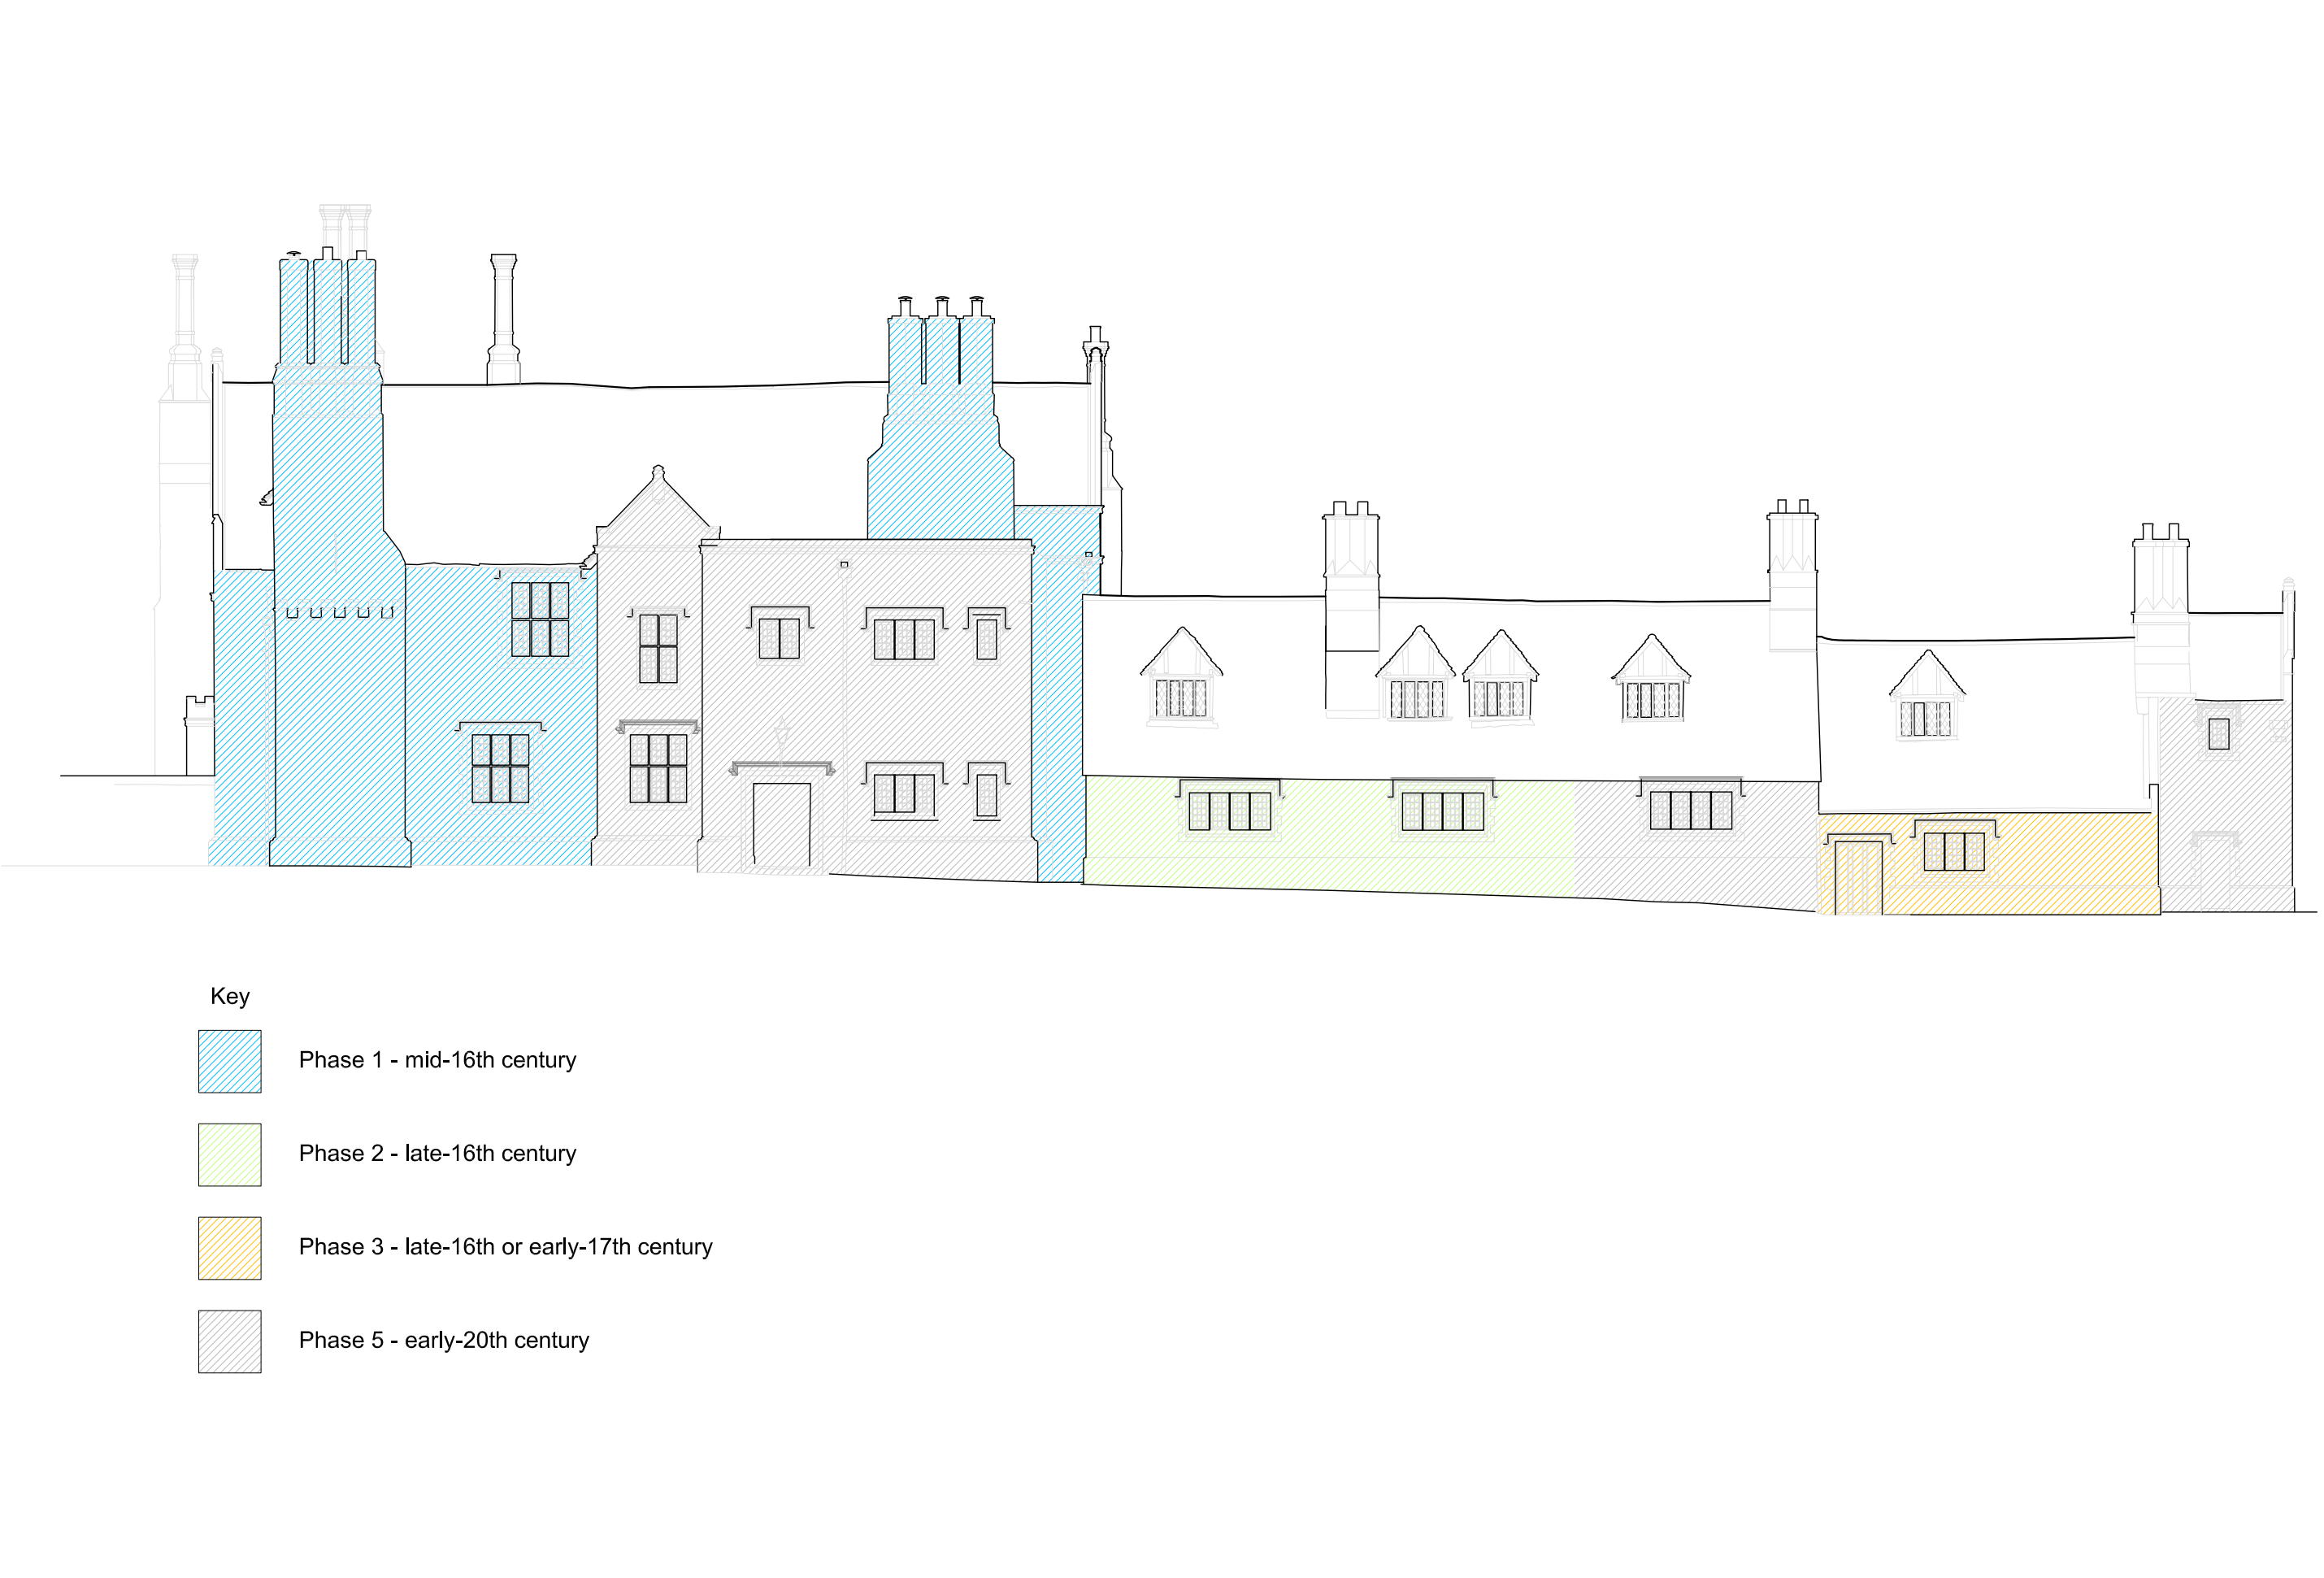 Key
Phase 1 - mid-16th century
Phase 2 - late-16th century
Phase 3 - late-16th or early-17th century
Phase 5 - early-20th century